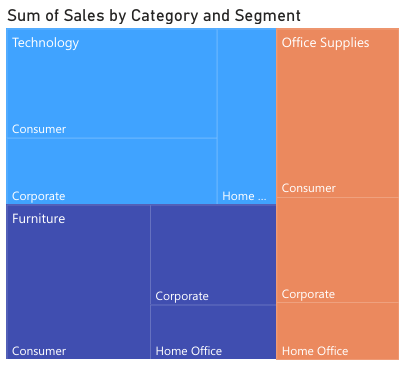 Sum of Sales by Category and Segment
Technology
Consumer
Corporate
Home ...
Furniture
Consumer
Corporate
Home Office
Office Supplies
Consumer
Corporate
Home Office